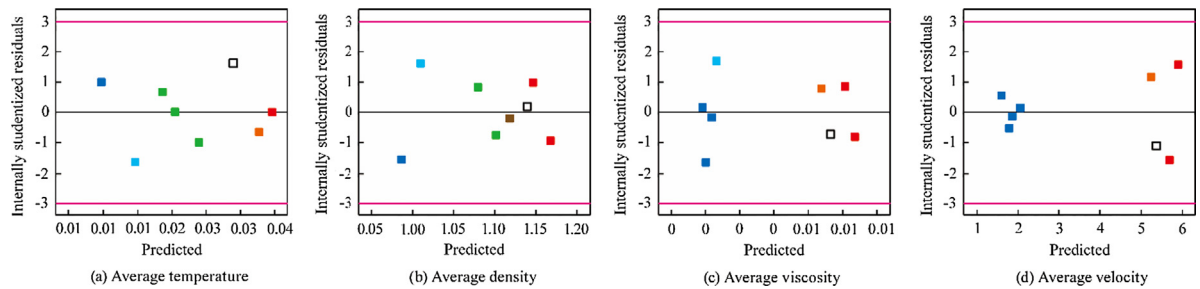 Internally studentized residuals
3
2
1
0
-1
-2
-3
0.01 0.01 0.01 0.02 0.03 0.03 0.04
Predicted
(a) Average temperature
Internally studentized residuals
3
2
1
0
-1
-2
-3
0.05 1.00 1.05 1.10 1.15 1.20
Predicted
(b) Average density
Internally studentized residuals
3
2
1
0
-1
-2
-3
0 0 0 0 0.01 0.01 0.01
Predicted
(c) Average viscosity
Internally studentized residuals
3
2
1
0
-1
-2
-3
1 2 3 4 5 6
Predicted
(d) Average velocity